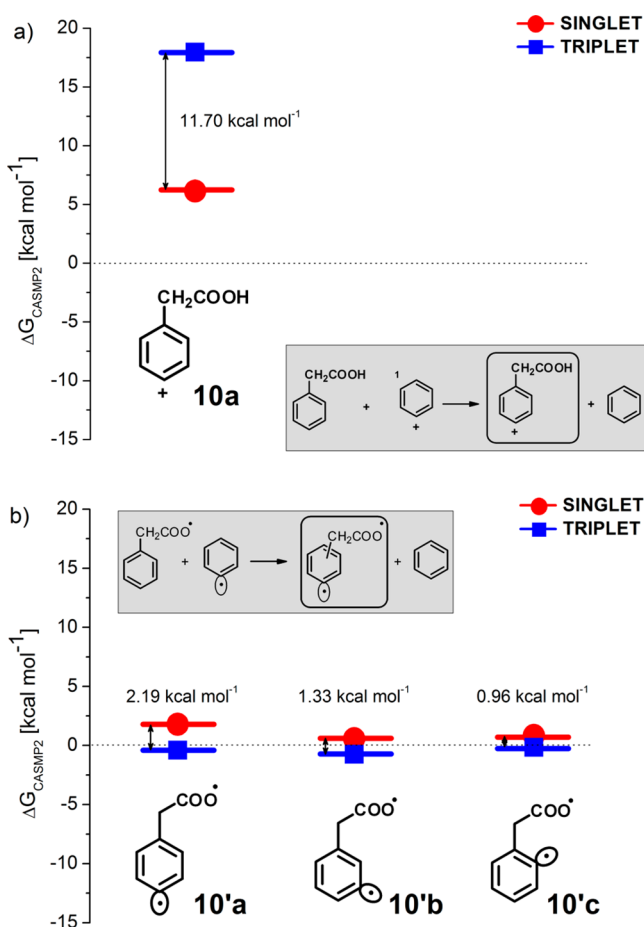 a)
SINGLET
TRIPLET
20
15
10
5
0
-5
-10
-15
ΔG_CASMP2 [kcal mol⁻¹]
11.70 kcal mol⁻¹
CH₂COOH
+ 10a
CH₂COOH
1
CH₂COOH
+
+
+
+
b)
SINGLET
TRIPLET
20
15
10
5
0
-5
-10
-15
ΔG_CASMP2 [kcal mol⁻¹]
CH₂COO•
CH₂COO•
+
+
2.19 kcal mol⁻¹
1.33 kcal mol⁻¹
0.96 kcal mol⁻¹
COO•
COO•
COO•
10'a
10'b
10'c